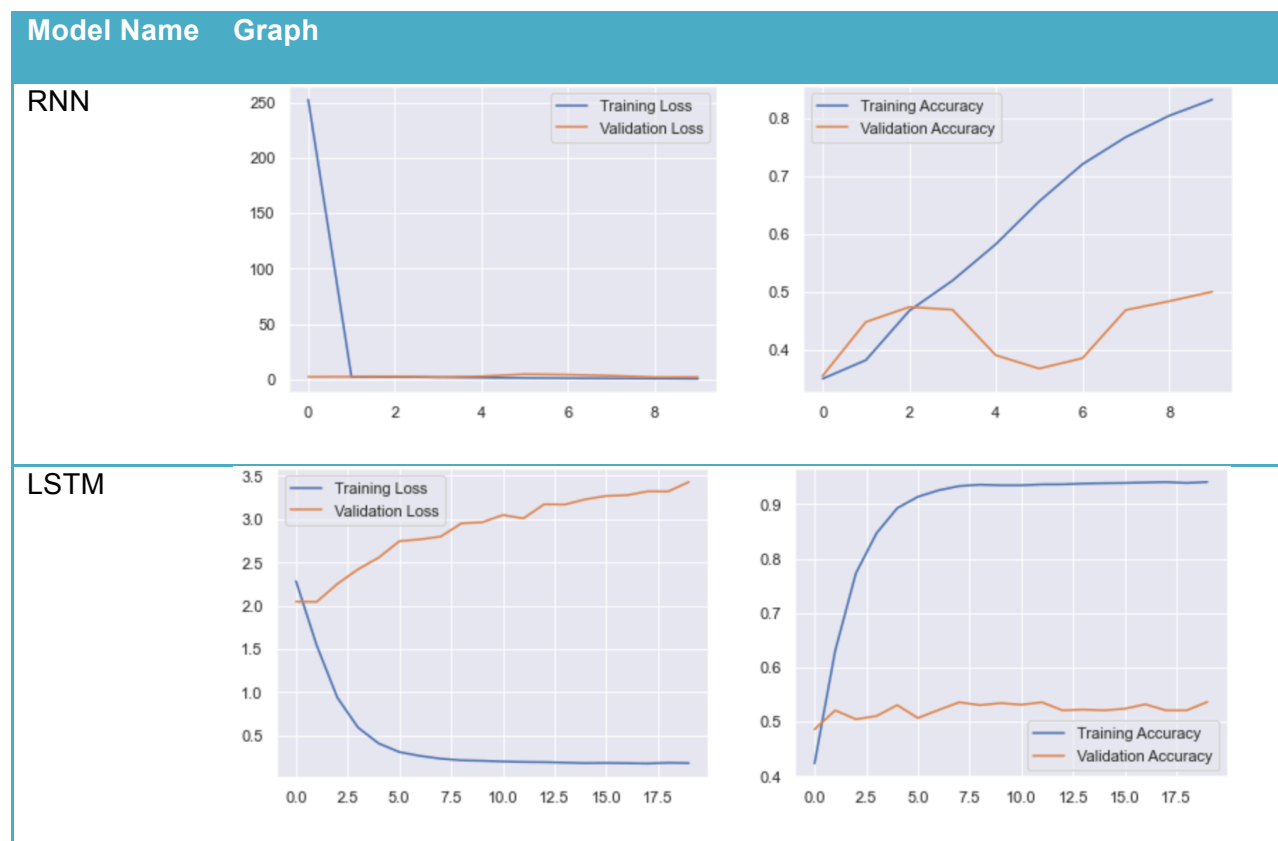 Model Name Graph
RNN
250
200
150
100
50
0
0 2 4 6 8
Training Loss
Validation Loss
0.8
0.7
0.6
0.5
0.4
0 2 4 6 8
Training Accuracy
Validation Accuracy
LSTM
3.5
3.0
2.5
2.0
1.5
1.0
0.5
0.0 2.5 5.0 7.5 10.0 12.5 15.0 17.5
Training Loss
Validation Loss
0.9
0.8
0.7
0.6
0.5
0.4
0.0 2.5 5.0 7.5 10.0 12.5 15.0 17.5
Training Accuracy
Validation Accuracy